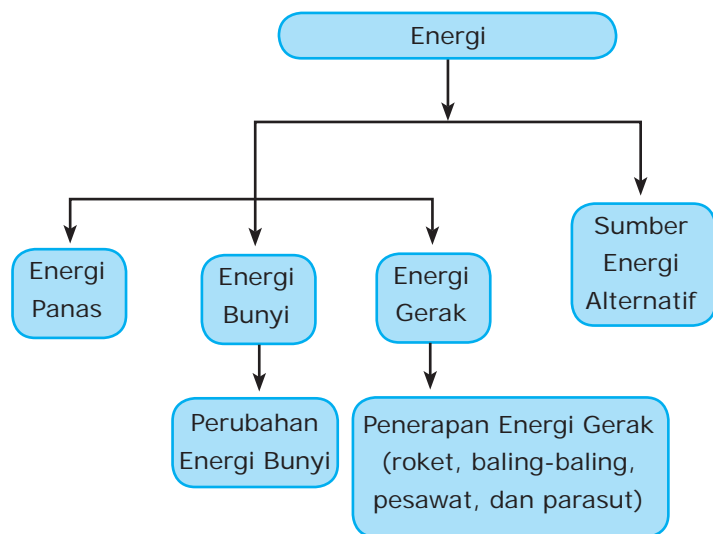 Energi
Energi
Panas
Energi
Bunyi
Energi
Gerak
Sumber
Energi
Alternatif
Perubahan
Energi Bunyi
Penerapan Energi Gerak
(roket, baling-baling,
pesawat, dan parasut)